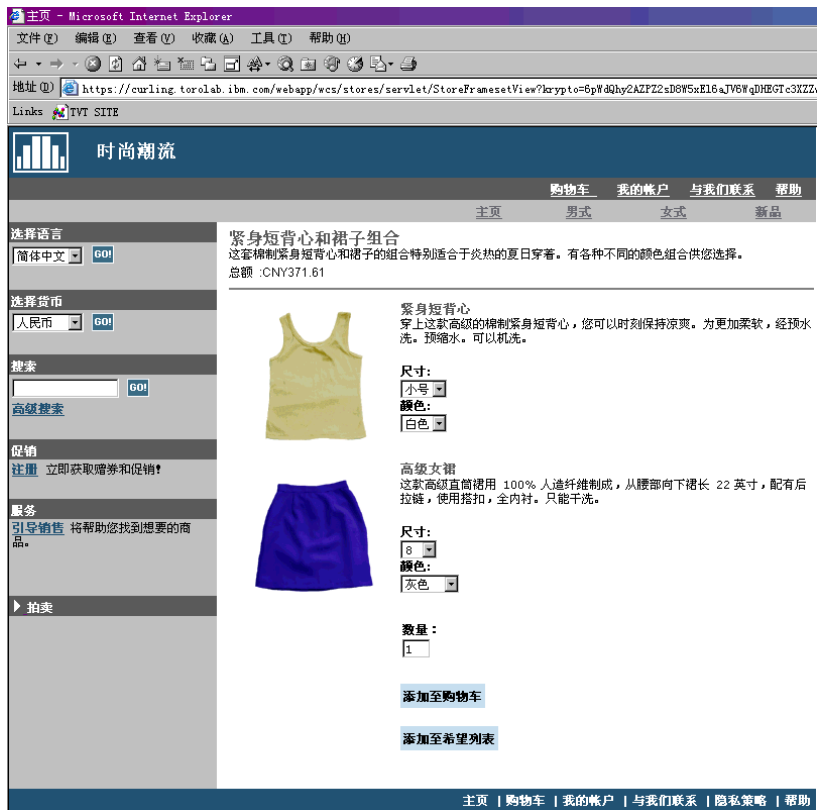 主页 - Microsoft Internet Explorer
文件(F) 编辑(E) 查看(V) 收藏(A) 工具(T) 帮助(H)
地址(D) https://curling.torolab.ibm.com/webapp/wcs/stores/servlet/StoreFramesetView?krypto=
Links TVT SITE
时尚潮流
购物车 我的帐户 与我们联系 帮助
主页 男式 女式 新品
选择语言
简体中文 GO!
选择货币
人民币 GO!
搜索
GO!
高级搜索
促销
注册 立即获取赠券和促销!
服务
引导销售 将帮助您找到想要的商
品。
拍卖
紧身短背心和裙子组合
这套棉制紧身短背心和裙子的组合特别适合于炎热的夏日穿着。有各种不同的颜色组合供您选择。
总额 :CNY371.61
紧身短背心
穿上这款高级的棉制紧身短背心，您可以时刻保持凉爽。为更加柔软，经预水
洗。预缩水。可以机洗。
尺寸:
小号
颜色:
白色
高级女裙
这款高级直筒裙用 100% 人造纤维制成，从腰部向下裙长 22 英寸，配有后
拉链，使用搭扣，全内衬。只能干洗。
尺寸:
8
颜色:
灰色
数量：
1
添加至购物车
添加至希望列表
主页 | 购物车 | 我的帐户 | 与我们联系 | 隐私策略 | 帮助